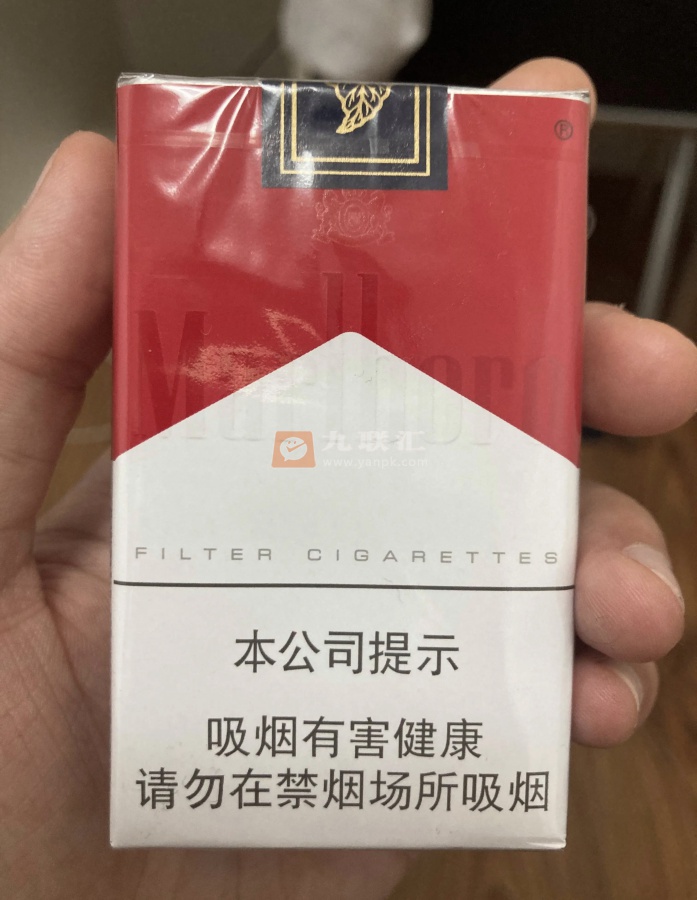 ®
Marlboro
九联汇
www.yanpk.com
FILTER CIGARETTES
本公司提示
吸烟有害健康
请勿在禁烟场所吸烟